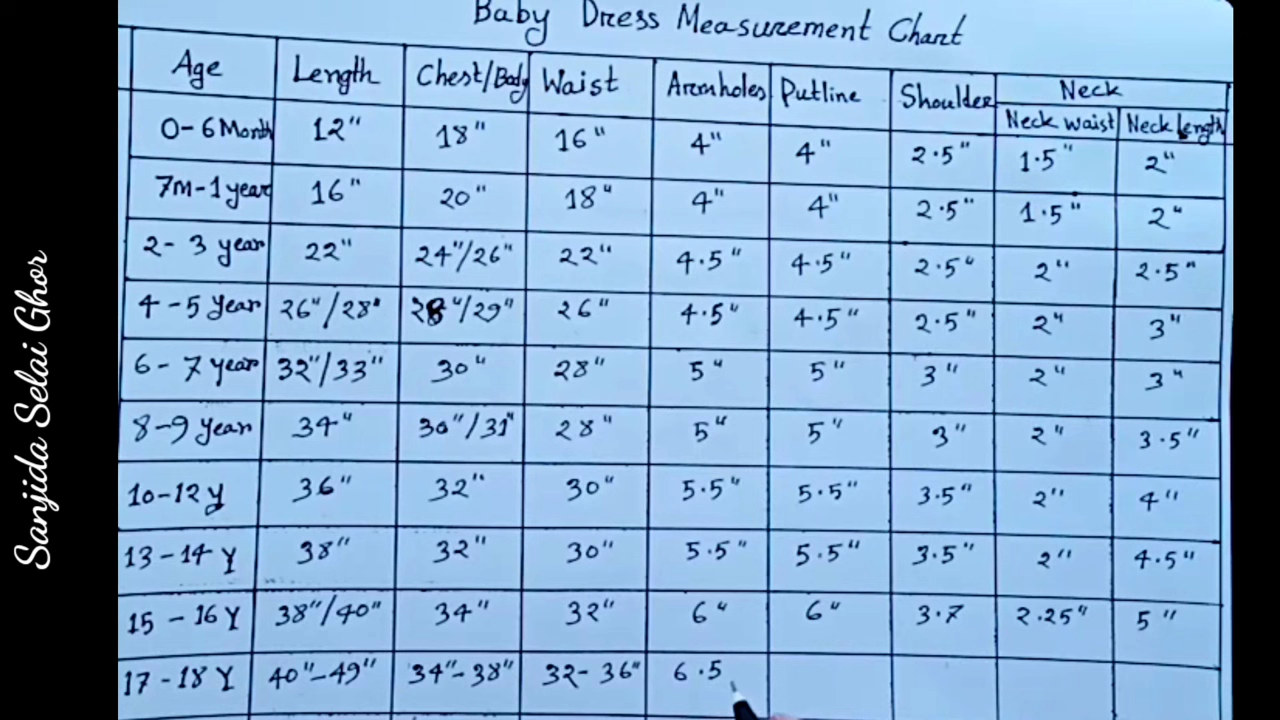 Baby Dress Measurement Chart
Age Length Chest/Body Waist Armholes Putline Shoulder Neck
Neck waist Neck length
0-6 Month 12" 18" 16" 4" 4" 2.5" 1.5" 2"
7m-1 year 16" 20" 18" 4" 4" 2.5" 1.5" 2"
2-3 year 22" 24"/26" 22" 4.5" 4.5" 2.5" 2" 2.5"
4-5 year 26"/28" 28"/29" 26" 4.5" 4.5" 2.5" 2" 3"
6-7 year 32"/33" 30" 28" 5" 5" 3" 2" 3"
8-9 year 34" 30"/31" 28" 5" 5" 3" 2" 3.5"
10-12 y 36" 32" 30" 5.5" 5.5" 3.5" 2" 4"
13-14 Y 38" 32" 30" 5.5" 5.5" 3.5" 2" 4.5"
15-16 Y 38"/40" 34" 32" 6" 6" 3.7 2.25" 5"
17-18 Y 40"-49" 34"-38" 32-36" 6.5
Sanjida Selai Ghor